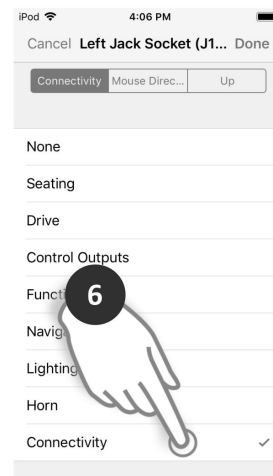 iPod 4:06 PM
Cancel Left Jack Socket (J1... Done
Connectivity Mouse Direc... Up
None
Seating
Drive
Control Outputs
6
Lighting
Horn
Connectivity